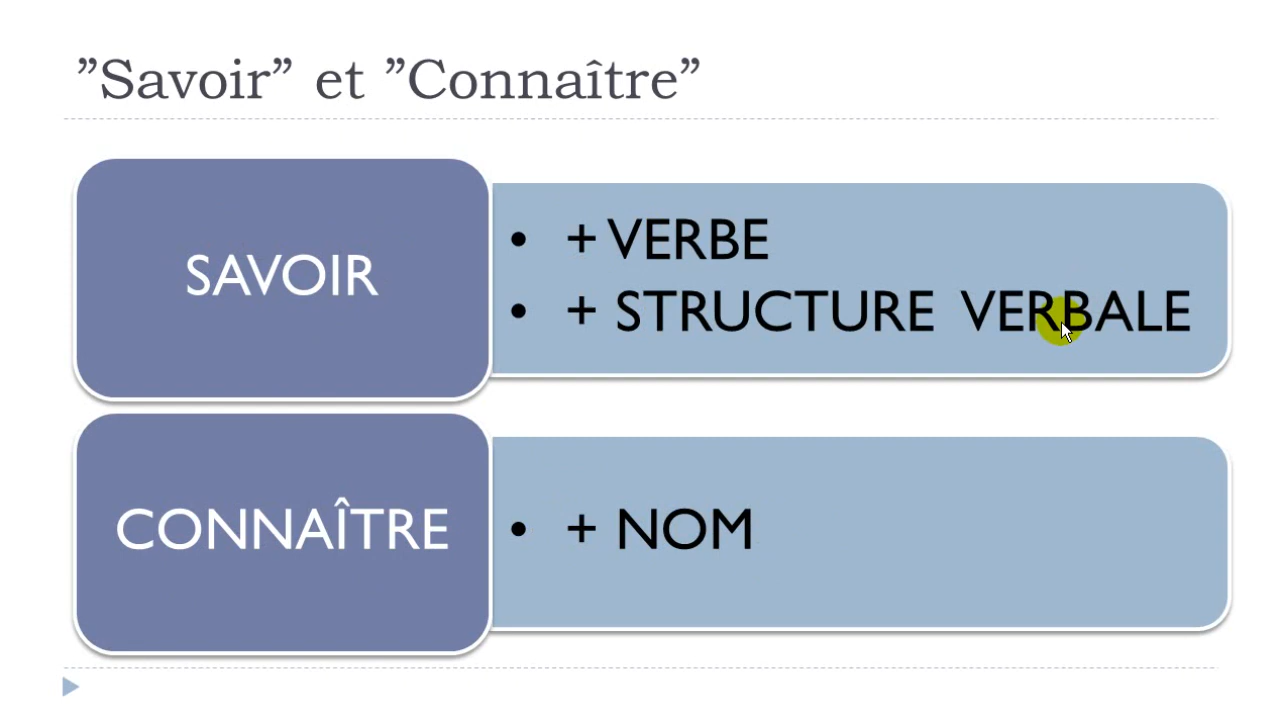 ”Savoir” et ”Connaître”
SAVOIR
• + VERBE
• + STRUCTURE VERBALE
CONNAÎTRE
• + NOM